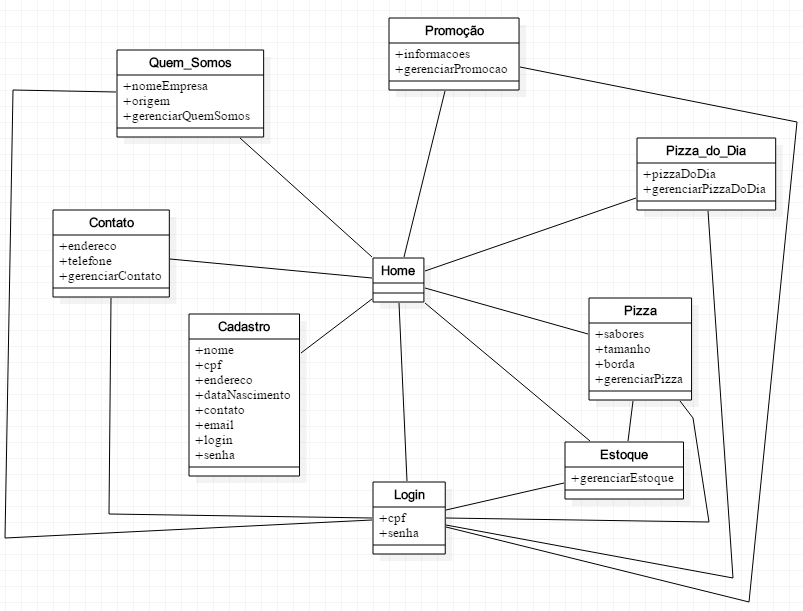 Promoção
+informacoes
+gerenciarPromocao
Quem_Somos
+nomeEmpresa
+origem
+gerenciarQuemSomos
Pizza_do_Dia
+pizzaDoDia
+gerenciarPizzaDoDia
Contato
+endereco
+telefone
+gerenciarContato
Home
Pizza
+sabores
+tamanho
+borda
+gerenciarPizza
Cadastro
+nome
+cpf
+endereco
+dataNascimento
+contato
+email
+login
+senha
Estoque
+gerenciarEstoque
Login
+cpf
+senha